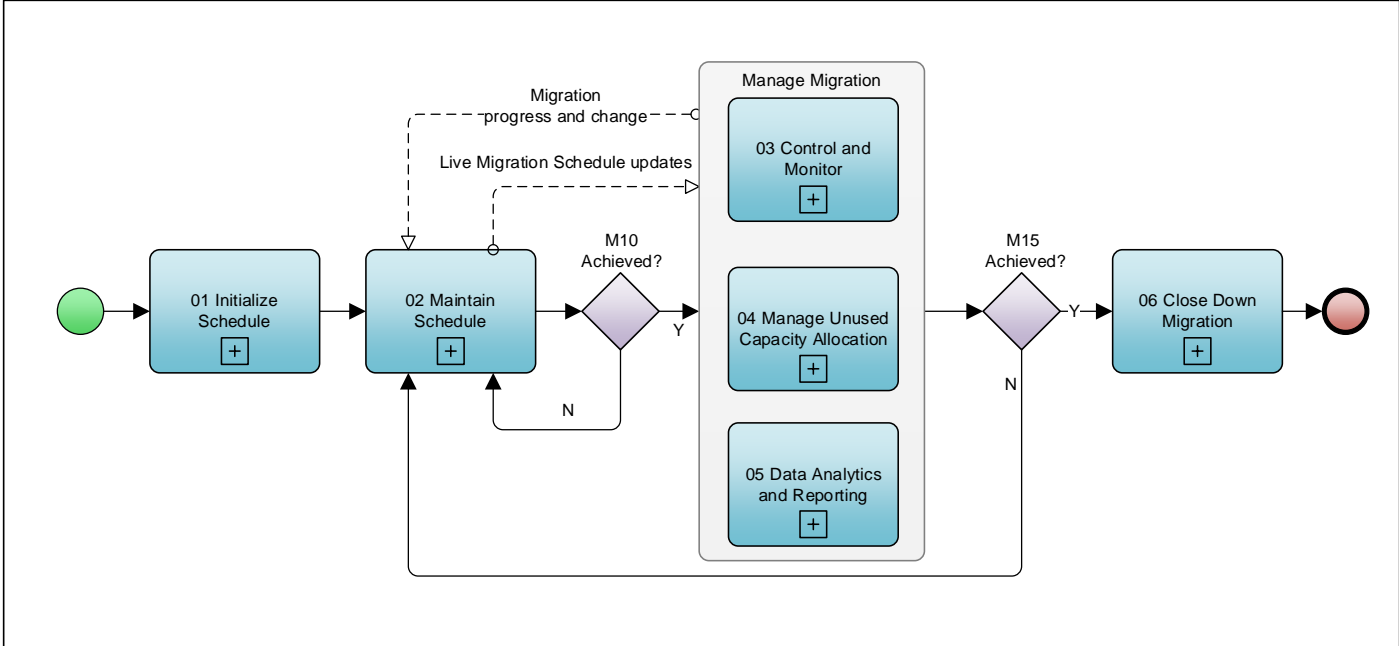 Manage Migration
Migration
progress and change
03 Control and
Monitor
Live Migration Schedule updates
M10
Achieved?
M15
Achieved?
01 Initialize
Schedule
02 Maintain
Schedule
Y
04 Manage Unused
Capacity Allocation
Y
06 Close Down
Migration
N
N
05 Data Analytics
and Reporting